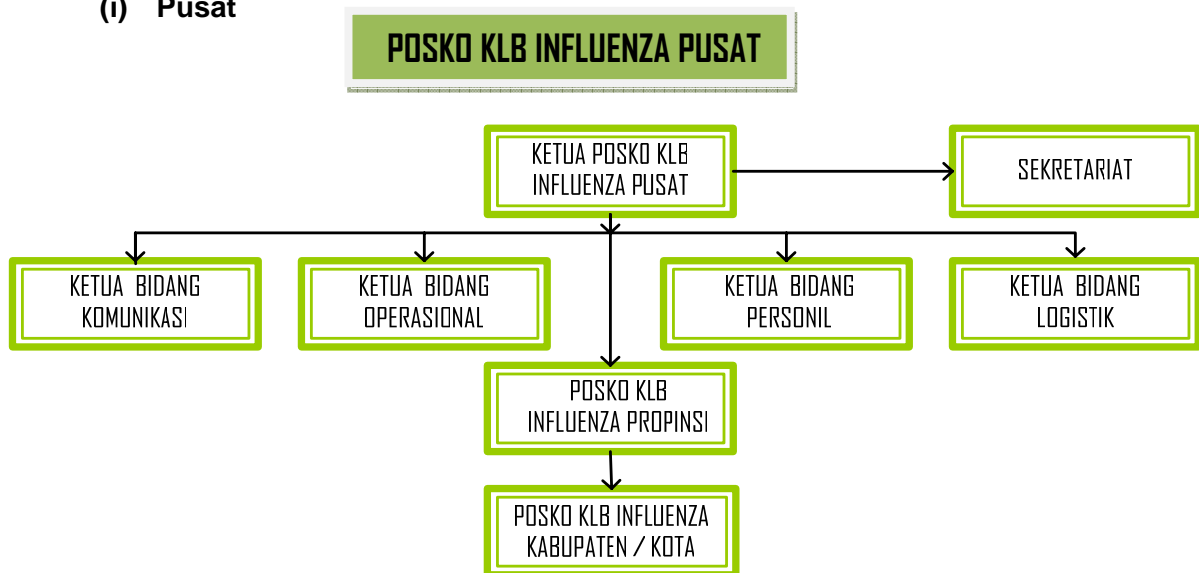 (i) Pusat
POSKO KLB INFLUENZA PUSAT
KETUA POSKO KLB
INFLUENZA PUSAT
SEKRETARIAT
KETUA BIDANG
KOMUNIKASI
KETUA BIDANG
OPERASIONAL
KETUA BIDANG
PERSONIL
KETUA BIDANG
LOGISTIK
POSKO KLB
INFLUENZA PROPINSI
POSKO KLB INFLUENZA
KABUPATEN / KOTA